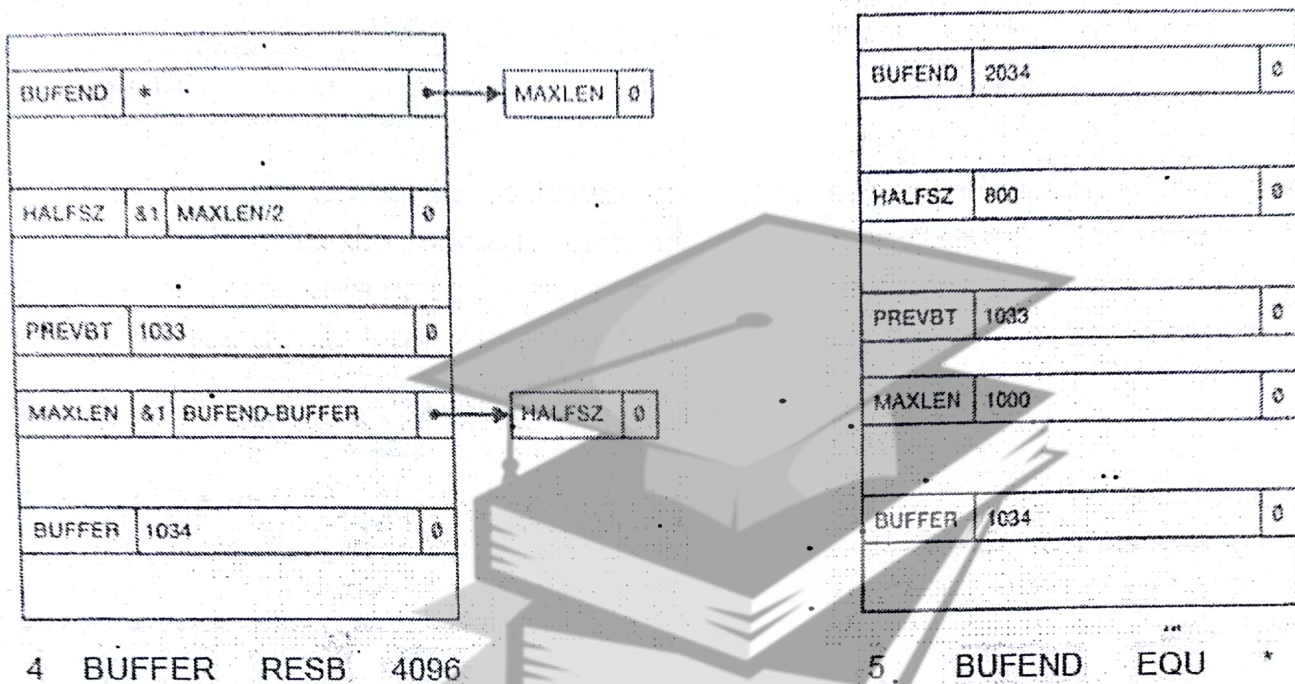 BUFEND * MAXLEN 0
HALFSZ &1 MAXLEN/2 0
PREVBT 1033 0
MAXLEN &1 BUFEND-BUFFER HALFSZ 0
BUFFER 1034 0
4 BUFFER RESB 4096
BUFEND 2034 0
HALFSZ 800 0
PREVBT 1033 0
MAXLEN 1000 0
BUFFER 1034 0
5 BUFEND EQU *